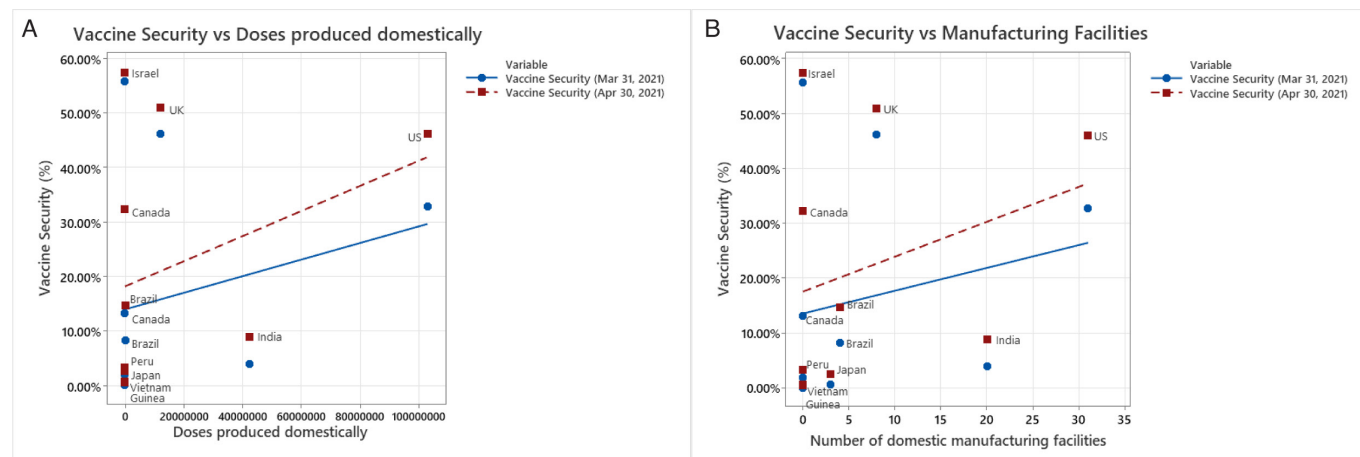 A
Vaccine Security vs Doses produced domestically
60.00%
50.00%
40.00%
30.00%
20.00%
10.00%
0.00%
Vaccine Security (%)
Israel
UK
US
Canada
Brazil
Canada
Brazil
India
Peru
Japan
Vietnam
Guinea
0
20000000
40000000
60000000
80000000
100000000
Doses produced domestically
Variable
Vaccine Security (Mar 31, 2021)
Vaccine Security (Apr 30, 2021)
B
Vaccine Security vs Manufacturing Facilities
60.00%
50.00%
40.00%
30.00%
20.00%
10.00%
0.00%
Vaccine Security (%)
Israel
UK
US
Canada
Brazil
Canada
Brazil
India
Peru
Japan
Vietnam
Guinea
0
5
10
15
20
25
30
35
Number of domestic manufacturing facilities
Variable
Vaccine Security (Mar 31, 2021)
Vaccine Security (Apr 30, 2021)